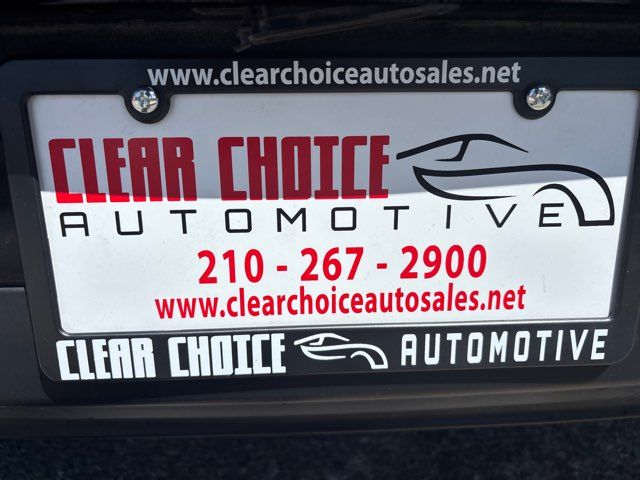 www.clearchoiceautosales.net
CLEAR CHOICE
AUTOMOTIVE
210 - 267 - 2900
www.clearchoiceautosales.net
CLEAR CHOICE AUTOMOTIVE